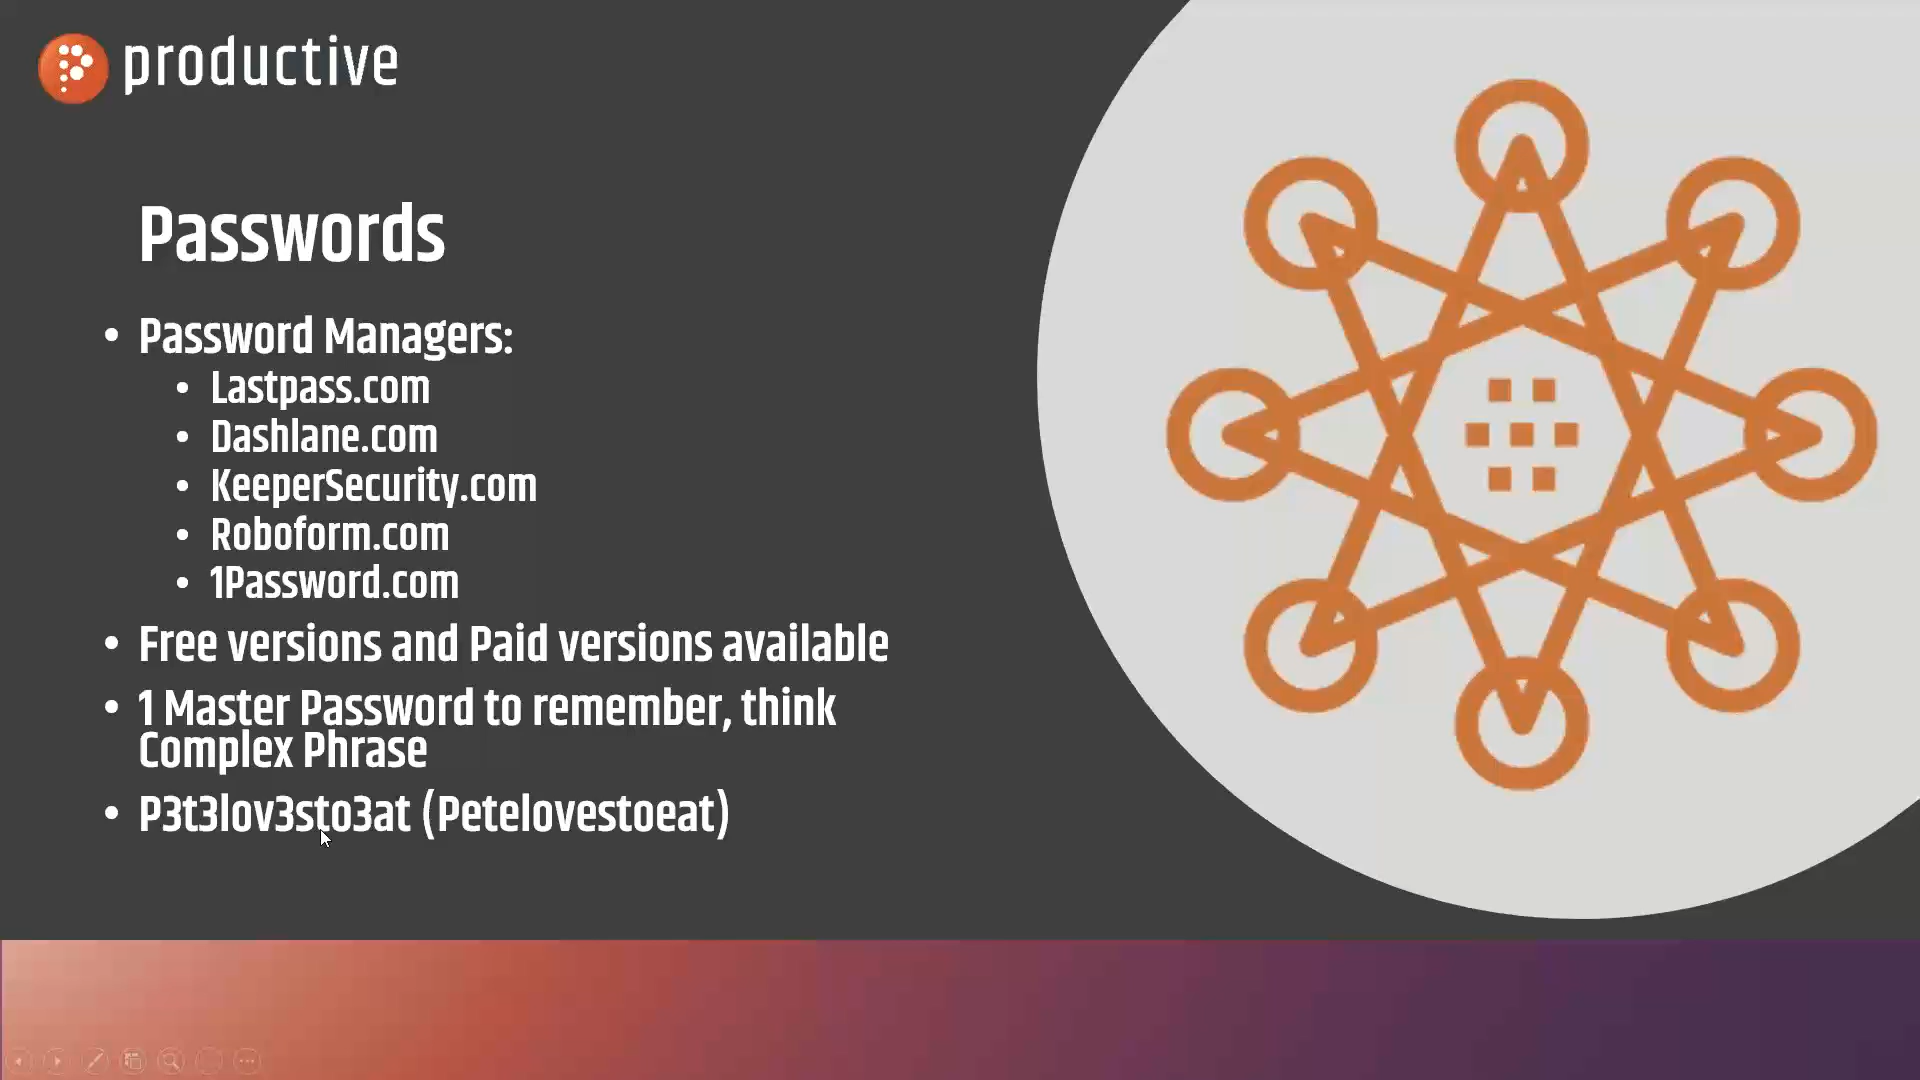 productive
Passwords
• Password Managers:
• Lastpass.com
• Dashlane.com
• KeeperSecurity.com
• Roboform.com
• 1Password.com
• Free versions and Paid versions available
• 1 Master Password to remember, think
Complex Phrase
• P3t3lov3sto3at (Petelovestoeat)